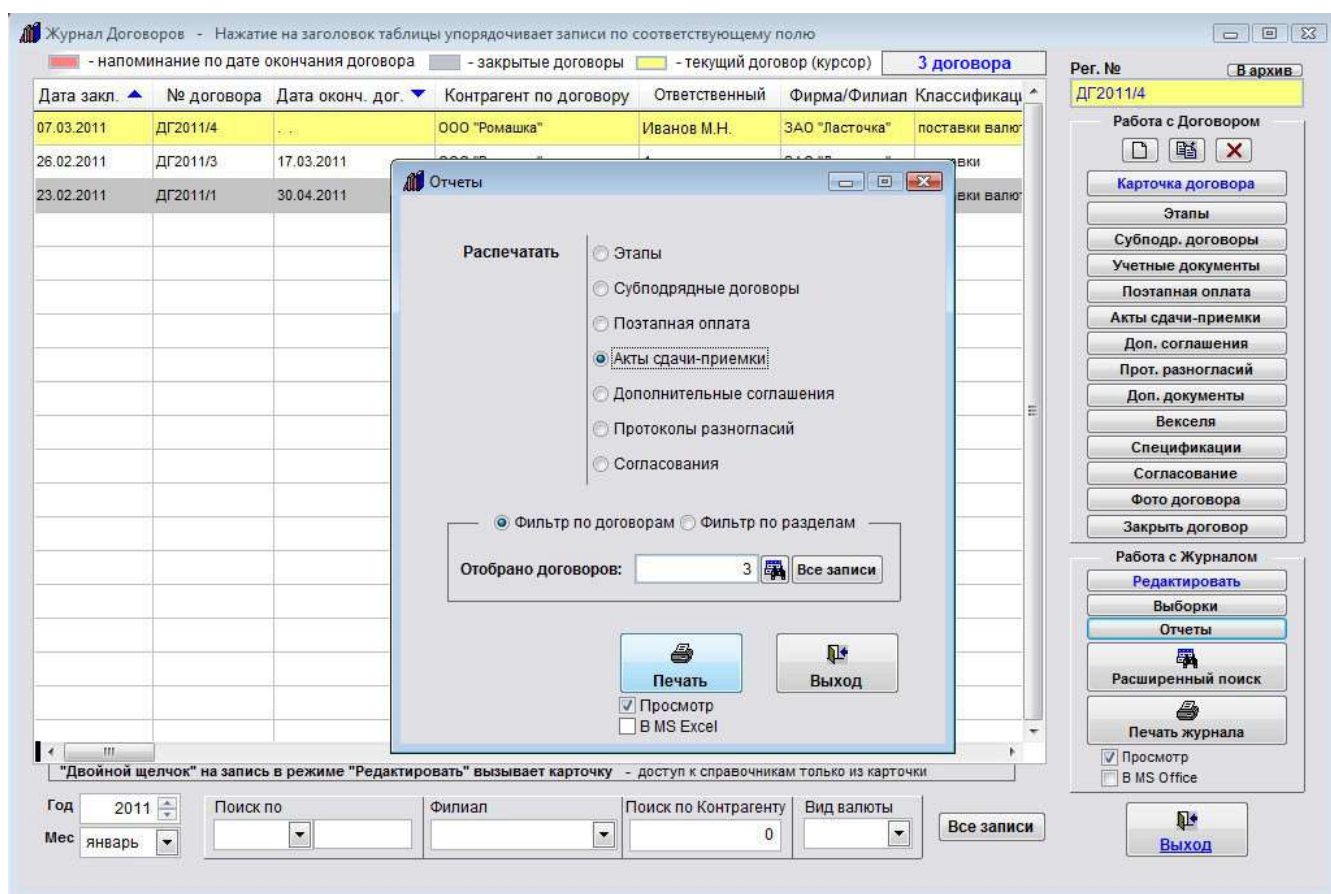 Журнал Договоров - Нажатие на заголовок таблицы упорядочивает записи по соответствующему полю
- напоминание по дате окончания договора - закрытые договоры - текущий договор (курсор) 3 договора
Дата закл. № договора Дата оконч. дог. Контрагент по договору Ответственный Фирма/Филиал Классификаци
07.03.2011 ДГ2011/4 . . ООО "Ромашка" Иванов М.Н. ЗАО "Ласточка" поставки валют
26.02.2011 ДГ2011/3 17.03.2011
23.02.2011 ДГ2011/1 30.04.2011
Отчеты
Распечатать
Этапы
Субподрядные договоры
Поэтапная оплата
Акты сдачи-приемки
Дополнительные соглашения
Протоколы разногласий
Согласования
Фильтр по договорам Фильтр по разделам
Отобрано договоров: 3 Все записи
Печать Выход
Просмотр
В MS Excel
"Двойной щелчок" на запись в режиме "Редактировать" вызывает карточку - доступ к справочникам только из карточки
Год 2011
Мес январь
Поиск по
Филиал
Поиск по Контрагенту
0
Вид валюты
Все записи
Рег. № В архив
ДГ2011/4
Работа с Договором
Карточка договора
Этапы
Субподр. договоры
Учетные документы
Поэтапная оплата
Акты сдачи-приемки
Доп. соглашения
Прот. разногласий
Доп. документы
Векселя
Спецификации
Согласование
Фото договора
Закрыть договор
Работа с Журналом
Редактировать
Выборки
Отчеты
Расширенный поиск
Печать журнала
Просмотр
В MS Office
Выход